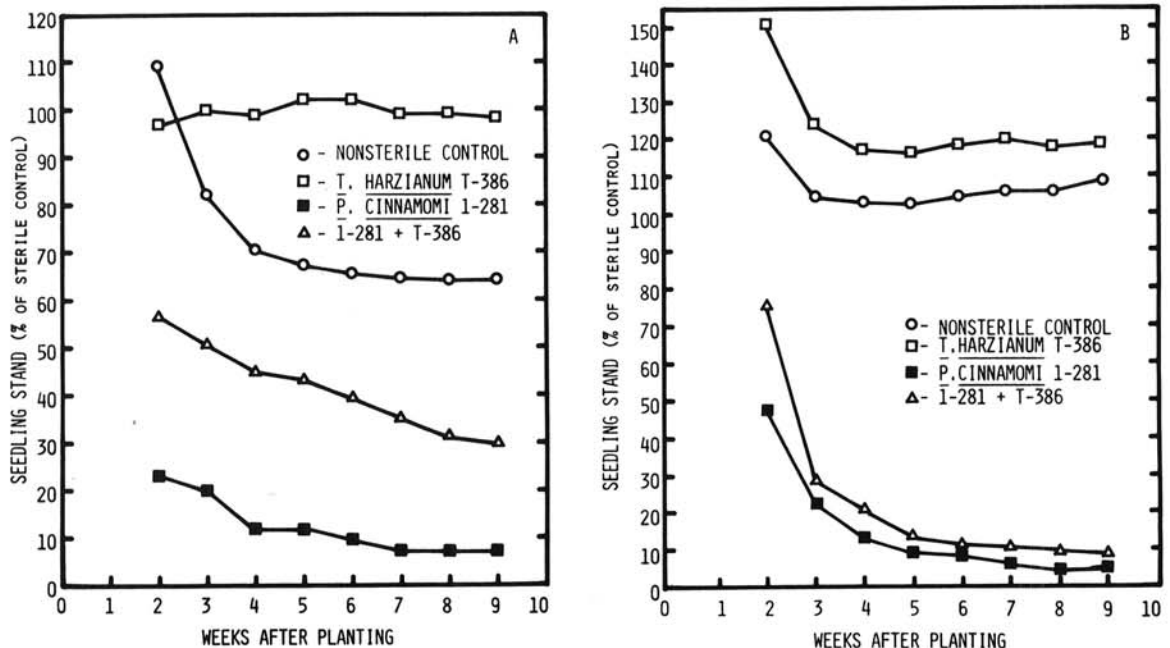 120
110
100
90
80
70
60
50
40
30
20
10
0
SEEDLING STAND (% OF STERILE CONTROL)
A
NONSTERILE CONTROL
T. HARZIANUM T-386
P. CINNAMOMI 1-281
1-281 + T-386
0 1 2 3 4 5 6 7 8 9 10
WEEKS AFTER PLANTING
150
140
130
120
110
100
90
80
70
60
50
40
30
20
10
0
SEEDLING STAND (% OF STERILE CONTROL)
B
NONSTERILE CONTROL
T. HARZIANUM T-386
P. CINNAMOMI 1-281
1-281 + T-386
0 1 2 3 4 5 6 7 8 9 10
WEEKS AFTER PLANTING